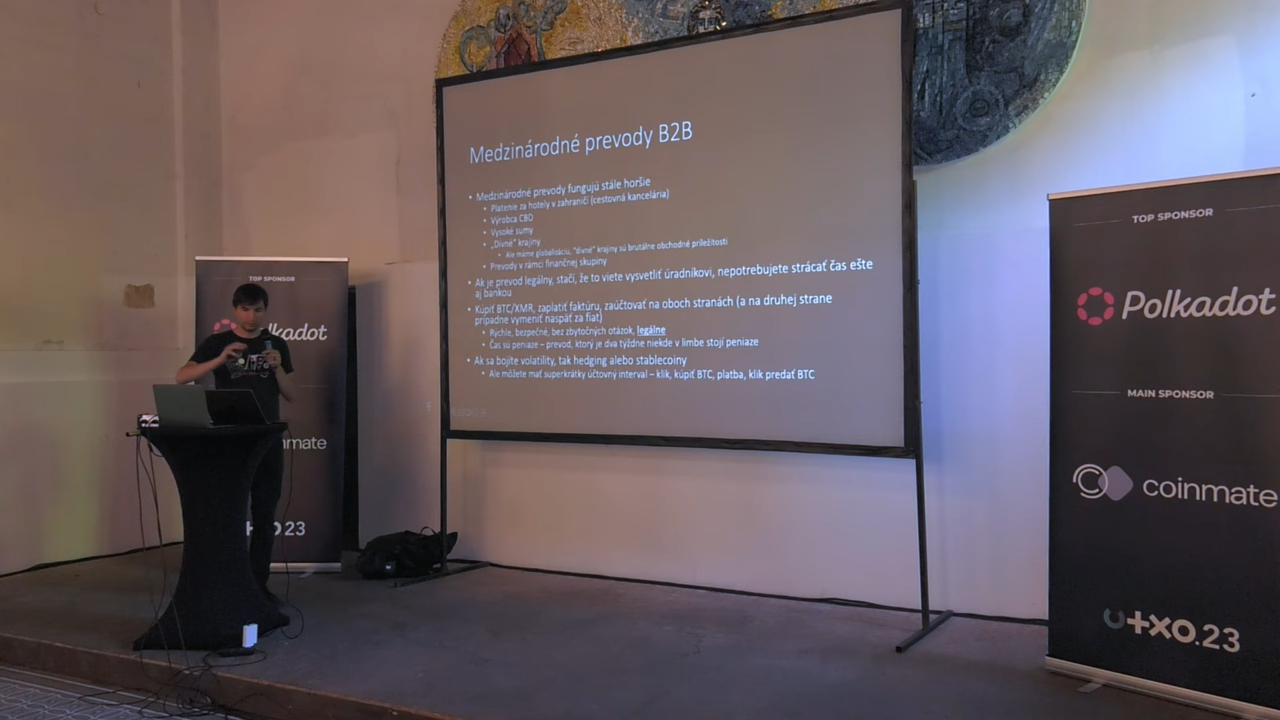 Medzinárodné prevody B2B
• Medzinárodné prevody fungujú stále horšie
• Platenie za hotely v zahraničí (cestovná kancelária)
• Výrobca CBD
• Vysoké sumy
• „Divné" krajiny
• Ale máme globalizáciu, "divné" krajiny sú brutálne obchodné príležitosti
• Prevody v rámci finančnej skupiny
• Ak je prevod legálny, stačí, že to viete vysvetliť úradníkovi, nepotrebujete strácať čas ešte
aj bankou
• Kúpiť BTC/XMR, zaplatiť faktúru, zaúčtovať na oboch stranách (a na druhej strane
prípadne vymeniť naspäť za fiat)
• Rýchle, bezpečné, bez zbytočných otázok, legálne
• Čas sú peniaze – prevod, ktorý je dva týždne niekde v limbe stojí peniaze
• Ak sa bojíte volatility, tak hedging alebo stablecoiny
• Ale môžete mať superkrátky účtovný interval – klik, kúpiť BTC, platba, klik predať BTC
TOP SPONSOR
lkadot
nmate
XO23
TOP SPONSOR
Polkadot
MAIN SPONSOR
coinmate
UTXO.23